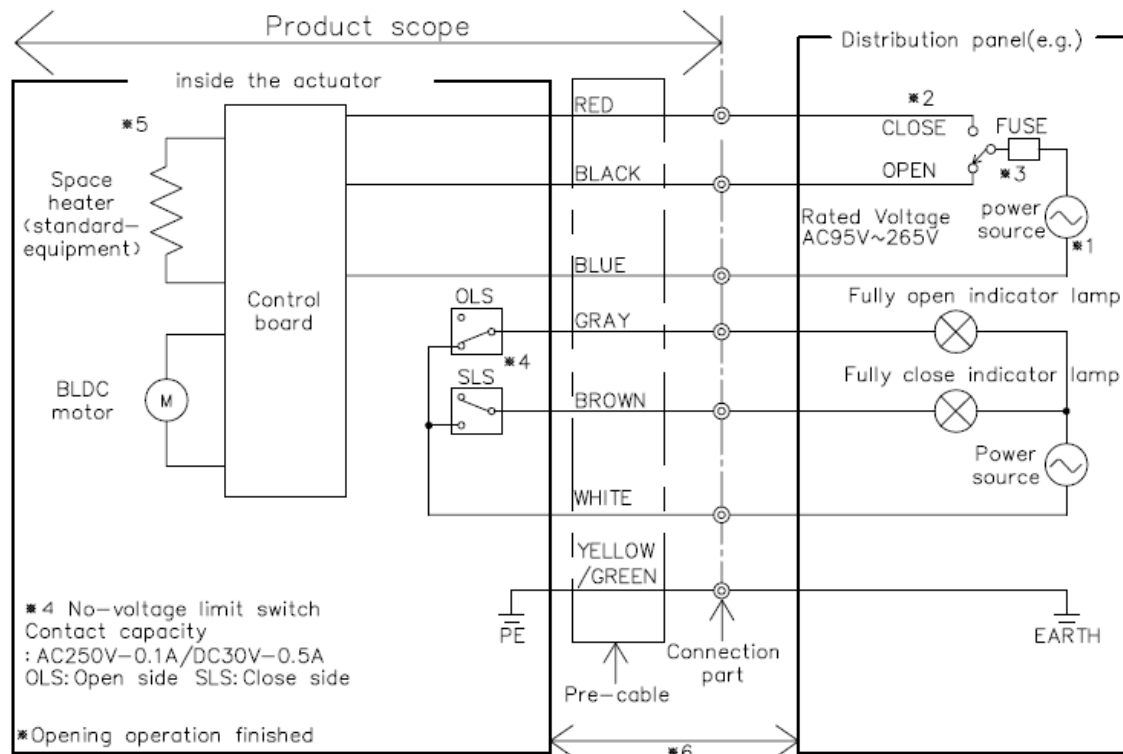 Product scope
Distribution panel(e.g.)
inside the actuator
※5
Space
heater
(standard-
equipment)
Control
board
BLDC
motor
M
RED
BLACK
BLUE
GRAY
BROWN
WHITE
YELLOW
/GREEN
OLS
※4
SLS
※2
CLOSE
FUSE
OPEN
※3
Rated Voltage
AC95V~265V
power
source
※1
Fully open indicator lamp
Fully close indicator lamp
Power
source
PE
EARTH
Connection
part
Pre-cable
※4 No-voltage limit switch
Contact capacity
:AC250V-0.1A/DC30V-0.5A
OLS:Open side SLS:Close side
※Opening operation finished
※6